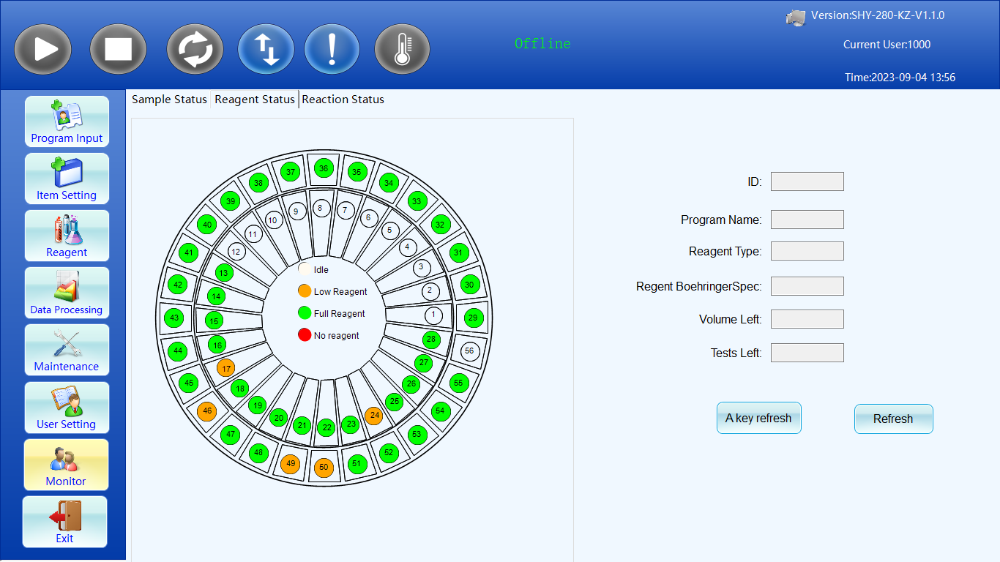 Version:SHY-280-KZ-V1.1.0
Offline
Current User:1000
Time:2023-09-04 13:56
Program Input
Item Setting
Reagent
Data Processing
Maintenance
User Setting
Monitor
Exit
Sample Status Reagent Status Reaction Status
36
37 35
38 34
39 33
40 32
41 31
42 30
43 29
44 56
45 55
46 54
47 53
48 52
49 51
50
8
9 7
10 6
11 5
12 4
13 3
14 2
15 1
16 28
17 27
18 26
19 25
20 24
21 23
22
Idle
Low Reagent
Full Reagent
No reagent
ID:
Program Name:
Reagent Type:
Regent BoehringerSpec:
Volume Left:
Tests Left:
A key refresh Refresh